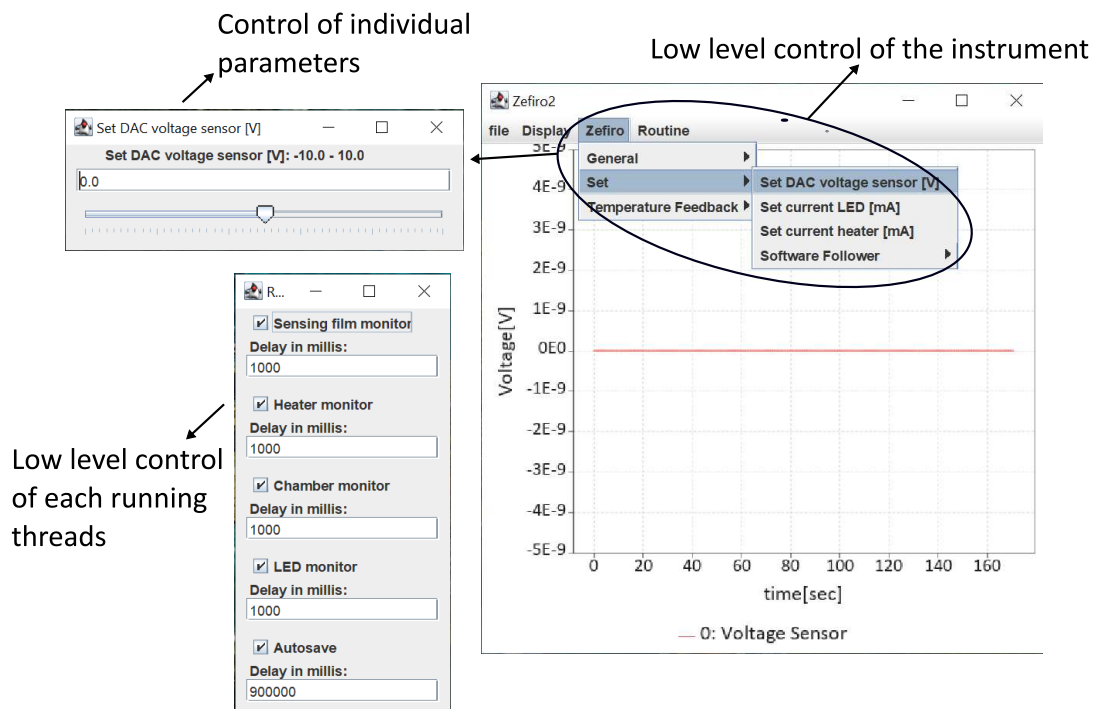 Control of individual
parameters
Low level control of the instrument
Set DAC voltage sensor [V]
Set DAC voltage sensor [V]: -10.0 - 10.0
0.0
Zefiro2
file Display Zefiro Routine
General
Set
Temperature Feedback
Set DAC voltage sensor [V]
Set current LED [mA]
Set current heater [mA]
Software Follower
5E-9
4E-9
3E-9
2E-9
1E-9
0E0
-1E-9
-2E-9
-3E-9
-4E-9
-5E-9
Voltage[V]
0 20 40 60 80 100 120 140 160
time[sec]
0: Voltage Sensor
R...
Sensing film monitor
Delay in millis:
1000
Heater monitor
Delay in millis:
1000
Chamber monitor
Delay in millis:
1000
LED monitor
Delay in millis:
1000
Autosave
Delay in millis:
900000
Low level control
of each running
threads